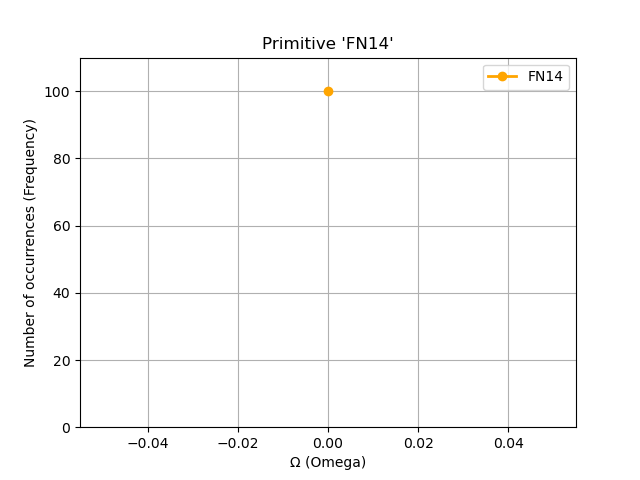 Primitive 'FN14'
FN14
Number of occurrences (Frequency)
100
80
60
40
20
0
−0.04 −0.02 0.00 0.02 0.04
Ω (Omega)